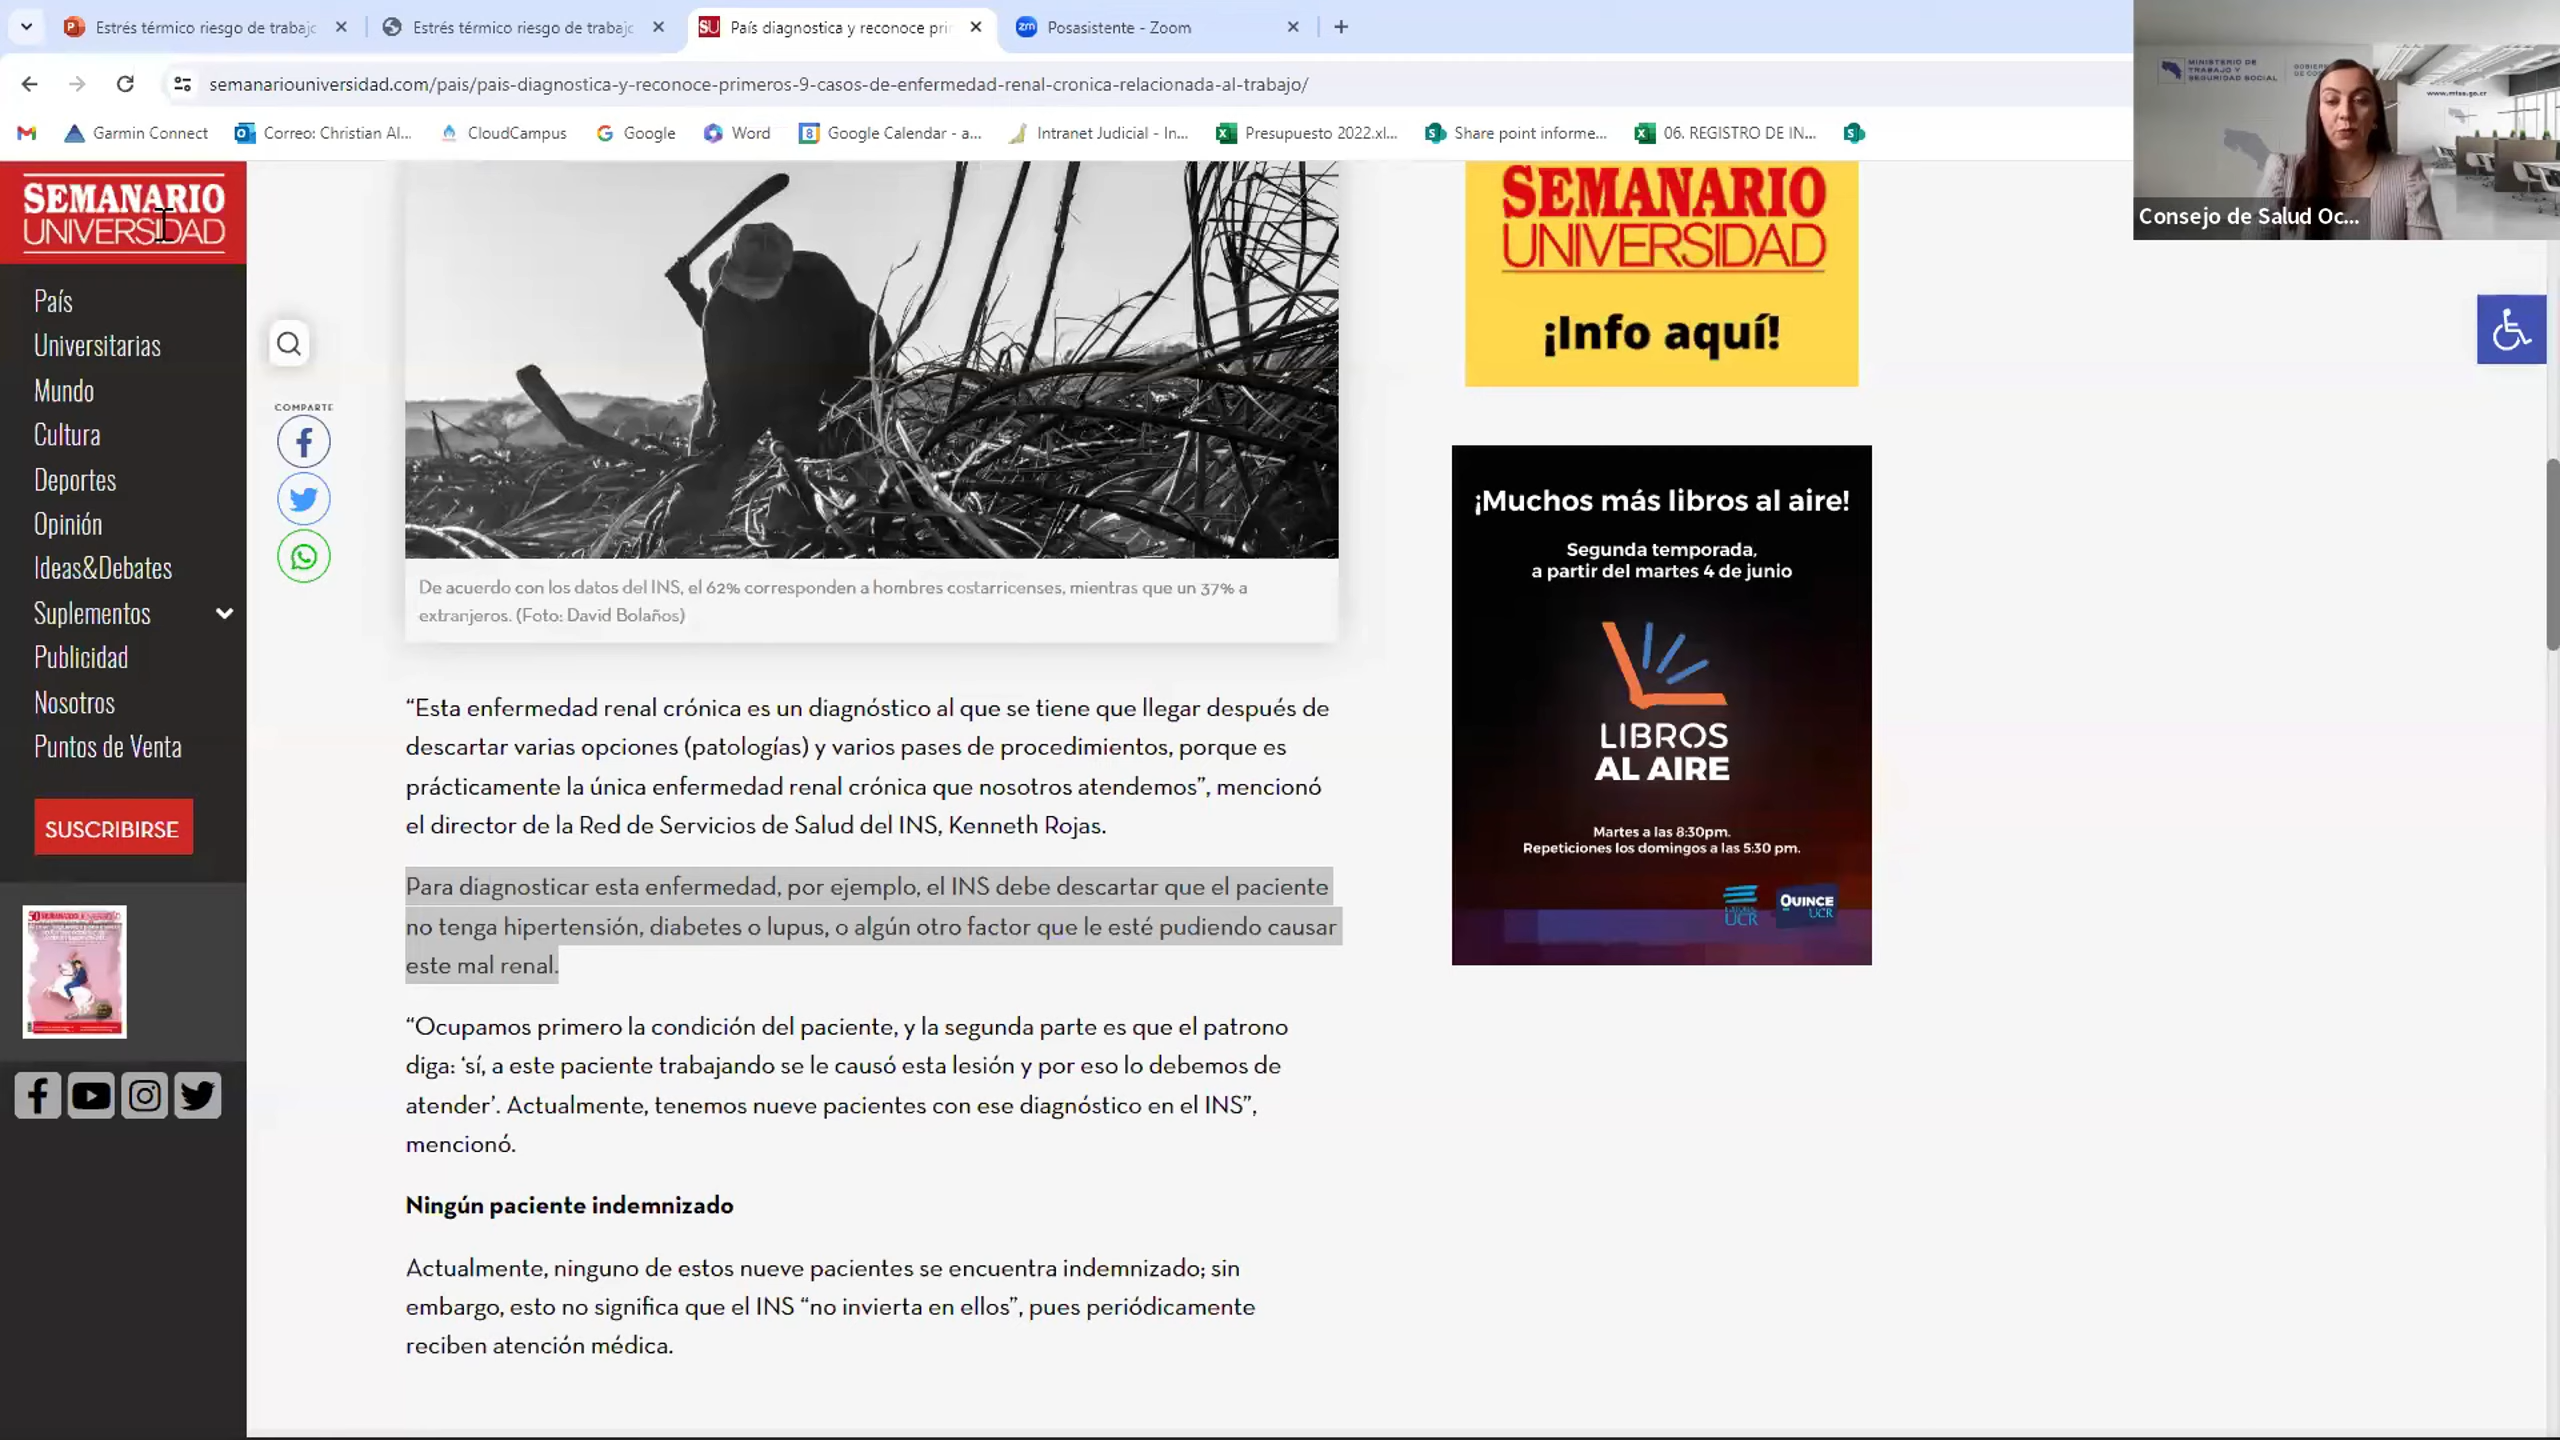 Estrés térmico riesgo de trabajc
Estrés térmico riesgo de trabajc
País diagnostica y reconoce pri
Posasistente - Zoom
semanariouniversidad.com/pais/pais-diagnostica-y-reconoce-primeros-9-casos-de-enfermedad-renal-cronica-relacionada-al-trabajo/
Garmin Connect
Correo: Christian Al...
CloudCampus
Google
Word
Google Calendar - a...
Intranet Judicial - In...
Presupuesto 2022.xl...
Share point informe...
06. REGISTRO DE IN...
MINISTERIO DE
TRABAJO Y
SEGURIDAD SOCIAL
www.mtss.go.cr
Consejo de Salud Oc...
SEMANARIO
UNIVERSIDAD
País
Universitarias
Mundo
Cultura
Deportes
Opinión
Ideas&Debates
Suplementos
Publicidad
Nosotros
Puntos de Venta
SUSCRIBIRSE
COMPARTE
De acuerdo con los datos del INS, el 62% corresponden a hombres costarricenses, mientras que un 37% a
extranjeros. (Foto: David Bolaños)
“Esta enfermedad renal crónica es un diagnóstico al que se tiene que llegar después de
descartar varias opciones (patologías) y varios pases de procedimientos, porque es
prácticamente la única enfermedad renal crónica que nosotros atendemos”, mencionó
el director de la Red de Servicios de Salud del INS, Kenneth Rojas.
Para diagnosticar esta enfermedad, por ejemplo, el INS debe descartar que el paciente
no tenga hipertensión, diabetes o lupus, o algún otro factor que le esté pudiendo causar
este mal renal.
“Ocupamos primero la condición del paciente, y la segunda parte es que el patrono
diga: ‘sí, a este paciente trabajando se le causó esta lesión y por eso lo debemos de
atender’. Actualmente, tenemos nueve pacientes con ese diagnóstico en el INS”,
mencionó.
Ningún paciente indemnizado
Actualmente, ninguno de estos nueve pacientes se encuentra indemnizado; sin
embargo, esto no significa que el INS “no invierta en ellos”, pues periódicamente
reciben atención médica.
SEMANARIO
UNIVERSIDAD
¡Info aquí!
¡Muchos más libros al aire!
Segunda temporada,
a partir del martes 4 de junio
LIBROS
AL AIRE
Martes a las 8:30pm.
Repeticiones los domingos a las 5:30 pm.
UCR
QUINCE
UCR